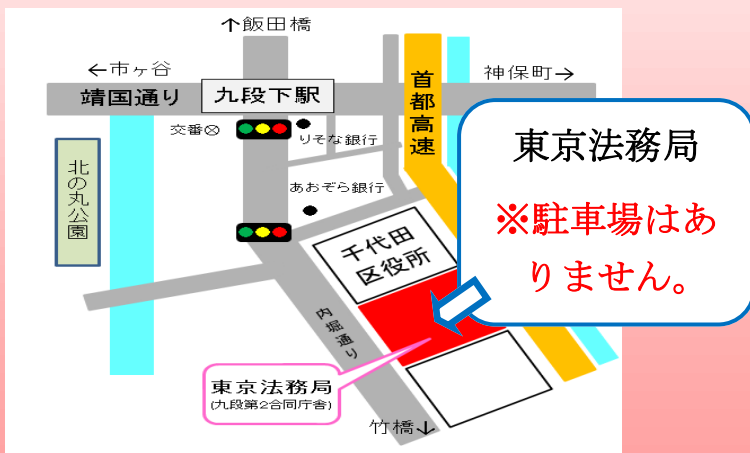 ↑飯田橋
←市ヶ谷
神保町→
靖国通り
九段下駅
首都高速
交番⊗
りそな銀行
北の丸公園
あおぞら銀行
千代田
区役所
内堀通り
東京法務局
(九段第2合同庁舎)
竹橋↓
東京法務局
※駐車場はあ
りません。